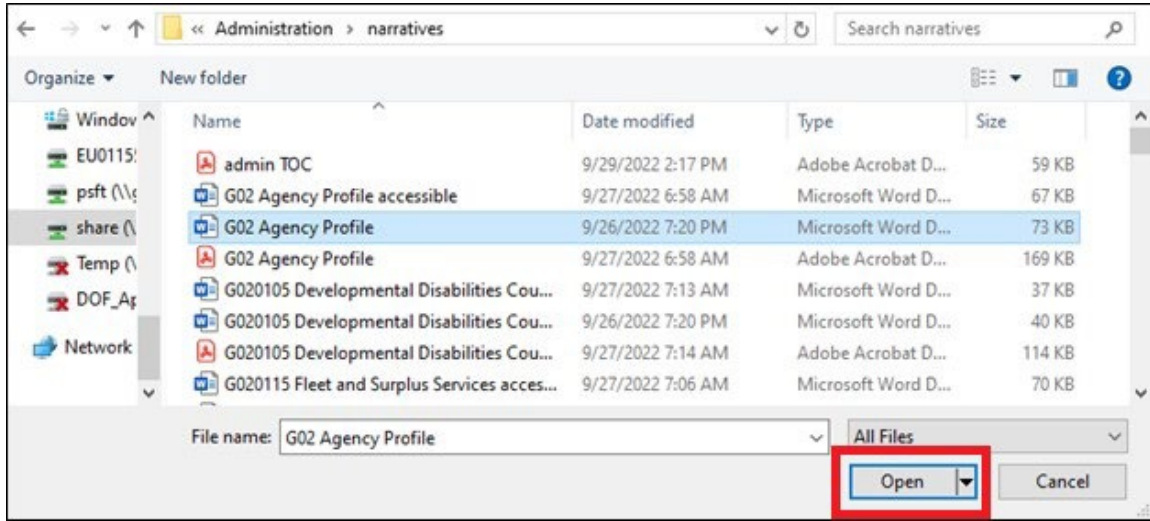 « Administration > narratives
Search narratives
Organize
New folder
Name Date modified Type Size
Window
EU0115
psft (\\g
share (\
Temp (\
DOF_Ap
Network
admin TOC 9/29/2022 2:17 PM Adobe Acrobat D... 59 KB
G02 Agency Profile accessible 9/27/2022 6:58 AM Microsoft Word D... 67 KB
G02 Agency Profile 9/26/2022 7:20 PM Microsoft Word D... 73 KB
G02 Agency Profile 9/27/2022 6:58 AM Adobe Acrobat D... 169 KB
G020105 Developmental Disabilities Cou... 9/27/2022 7:13 AM Microsoft Word D... 37 KB
G020105 Developmental Disabilities Cou... 9/26/2022 7:20 PM Microsoft Word D... 40 KB
G020105 Developmental Disabilities Cou... 9/27/2022 7:14 AM Adobe Acrobat D... 114 KB
G020115 Fleet and Surplus Services acces... 9/27/2022 7:06 AM Microsoft Word D... 70 KB
File name: G02 Agency Profile
All Files
Open
Cancel